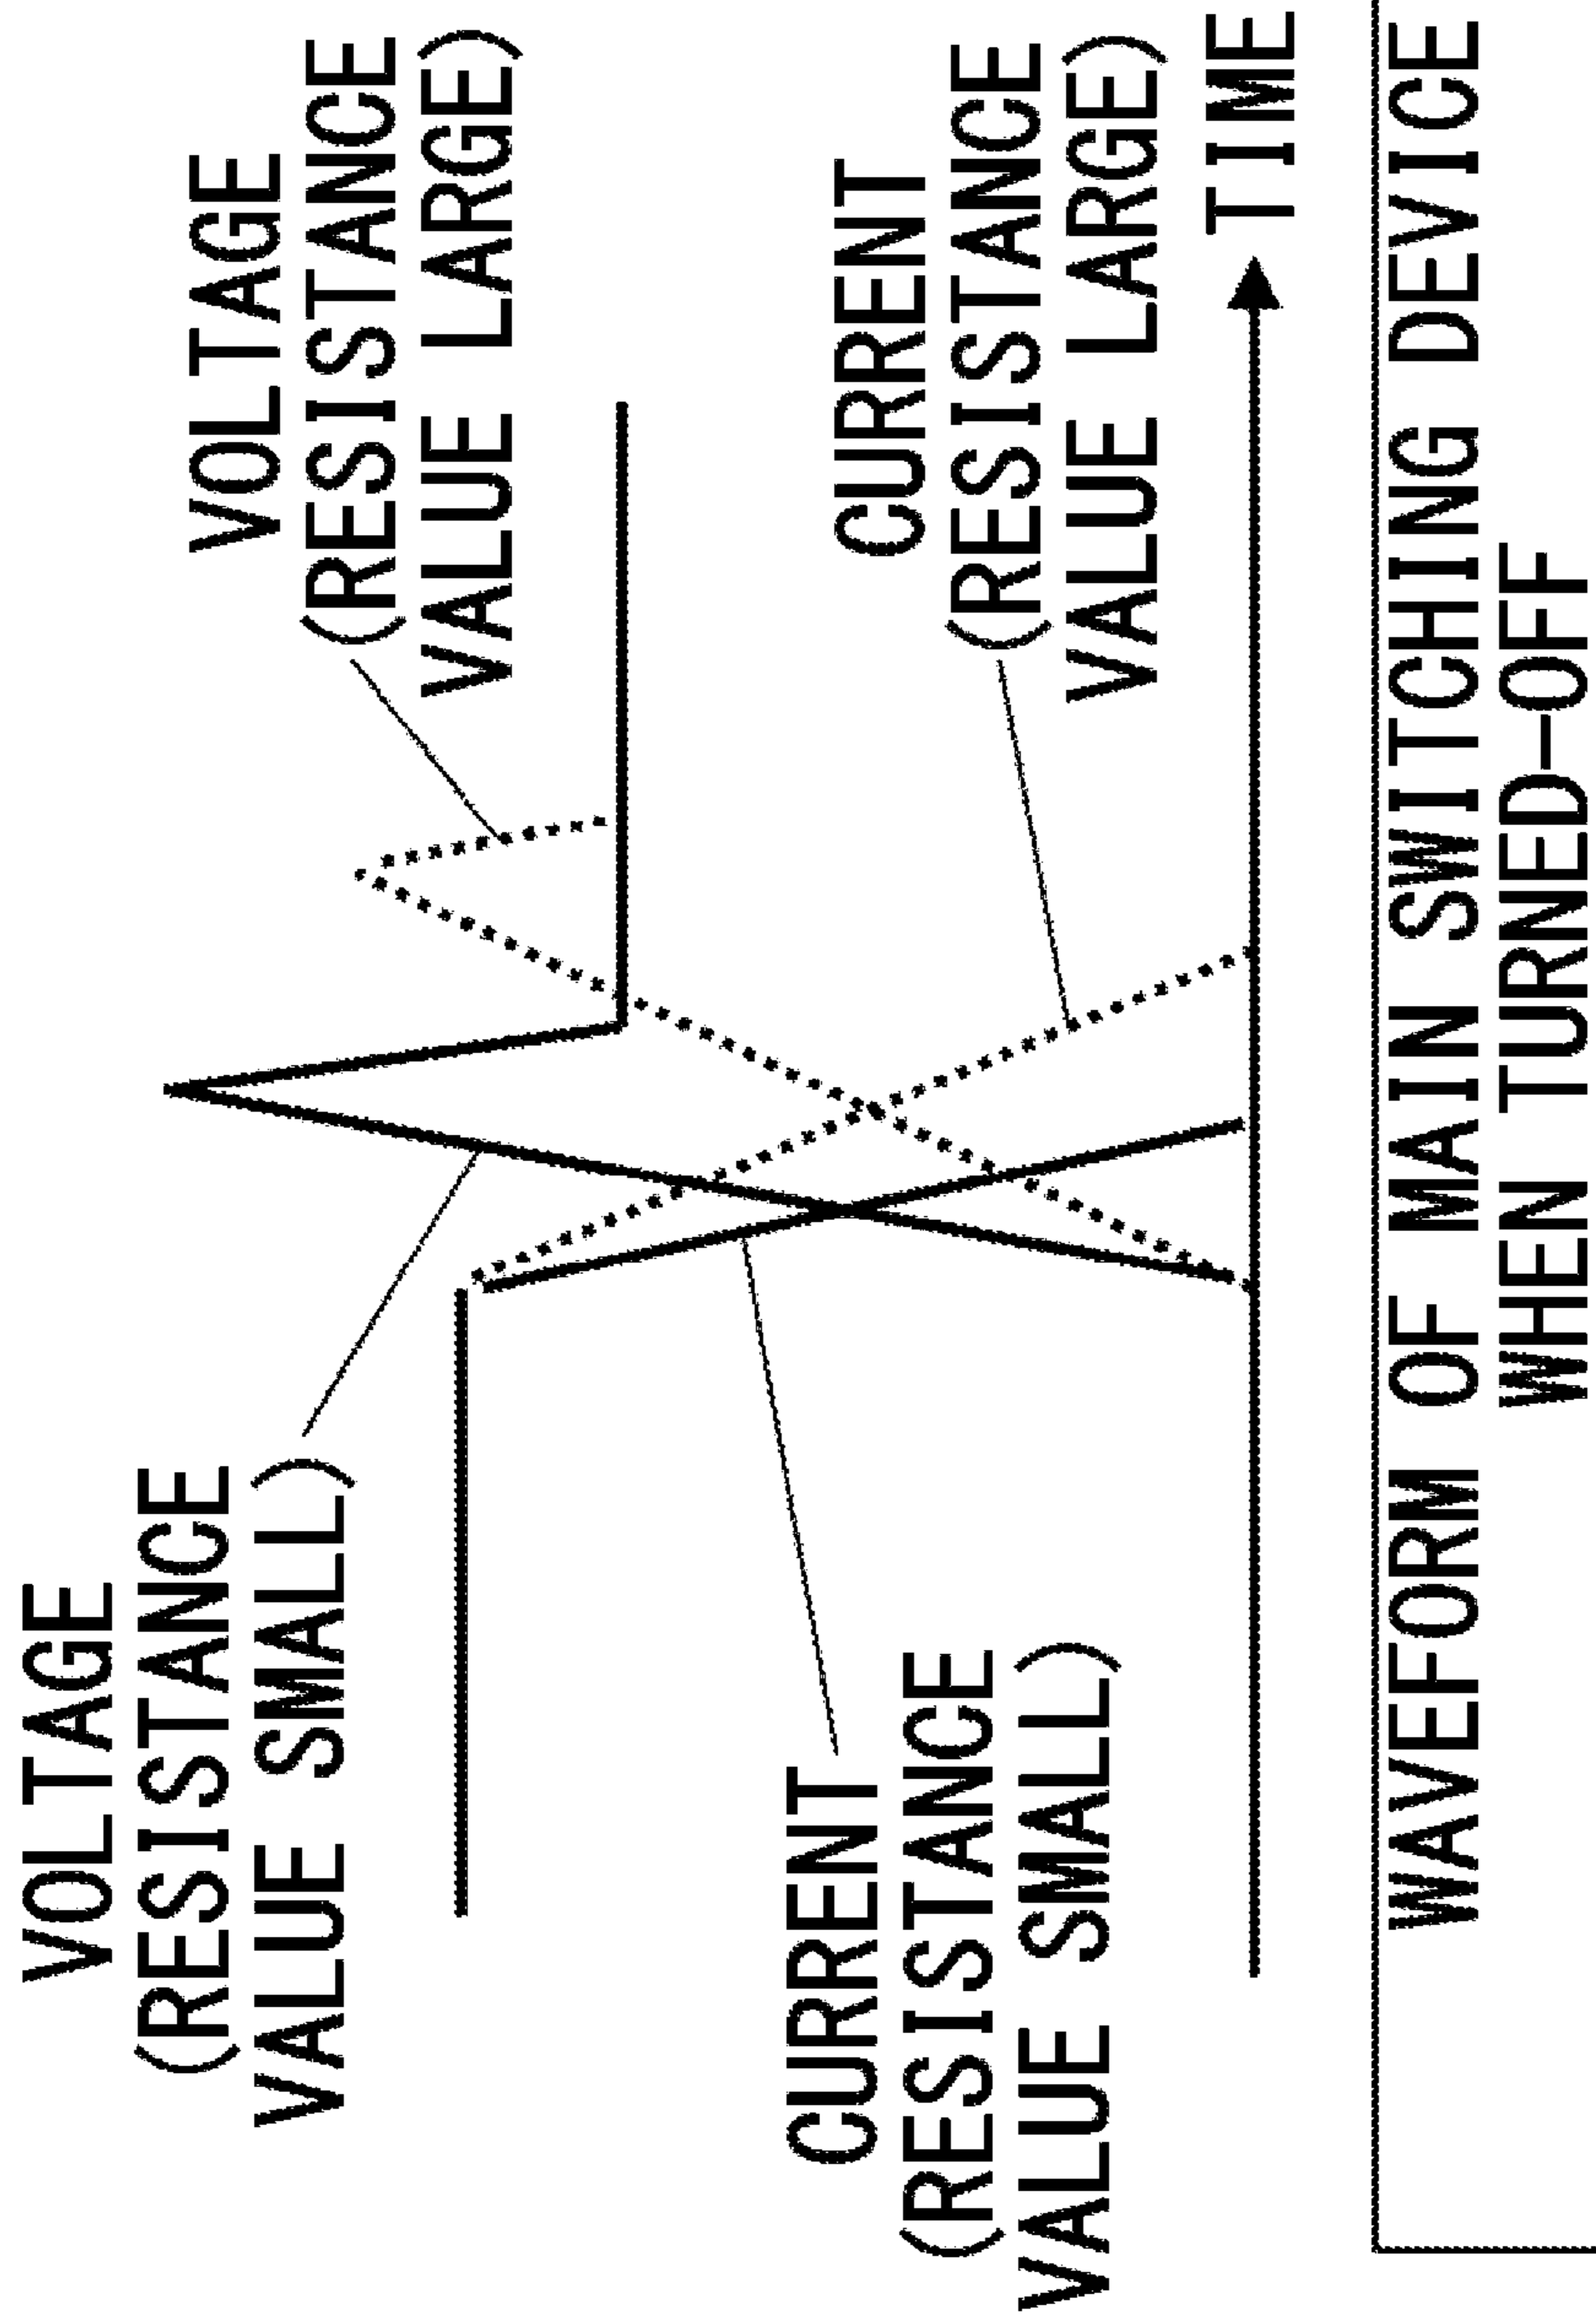 VOLTAGE
(RESISTANCE
VALUE SMALL)
VOLTAGE
(RESISTANCE
VALUE LARGE)
CURRENT
(RESISTANCE
VALUE SMALL)
CURRENT
(RESISTANCE
VALUE LARGE)
TIME
WAVEFORM OF MAIN SWITCHING DEVICE
WHEN TURNED-OFF